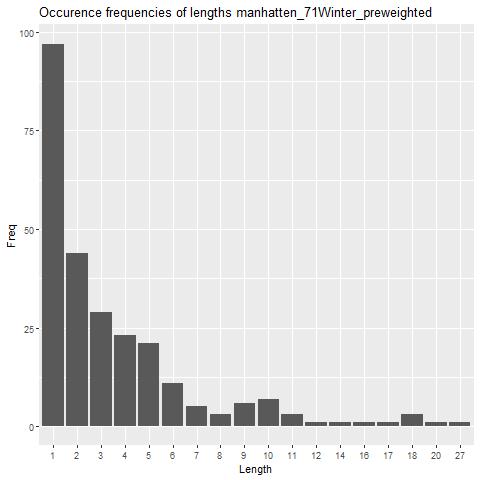 Occurence frequencies of lengths manhatten_71Winter_preweighted
100
75
50
25
0
Freq
1 2 3 4 5 6 7 8 9 10 11 12 14 16 17 18 20 27
Length